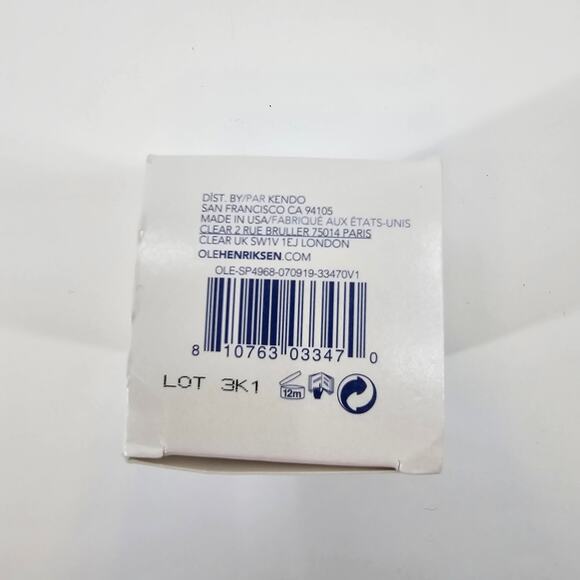 DIST. BY/PAR KENDO
SAN FRANCISCO CA 94105
MADE IN USA/FABRIQUÉ AUX ÉTATS-UNIS
CLEAR 2 RUE BRULLER 75014 PARIS
CLEAR UK SW1V 1EJ LONDON
OLEHENRIKSEN.COM
OLE-SP4968-070919-33470V1
8 10763 03347 0
LOT 3K1 12m